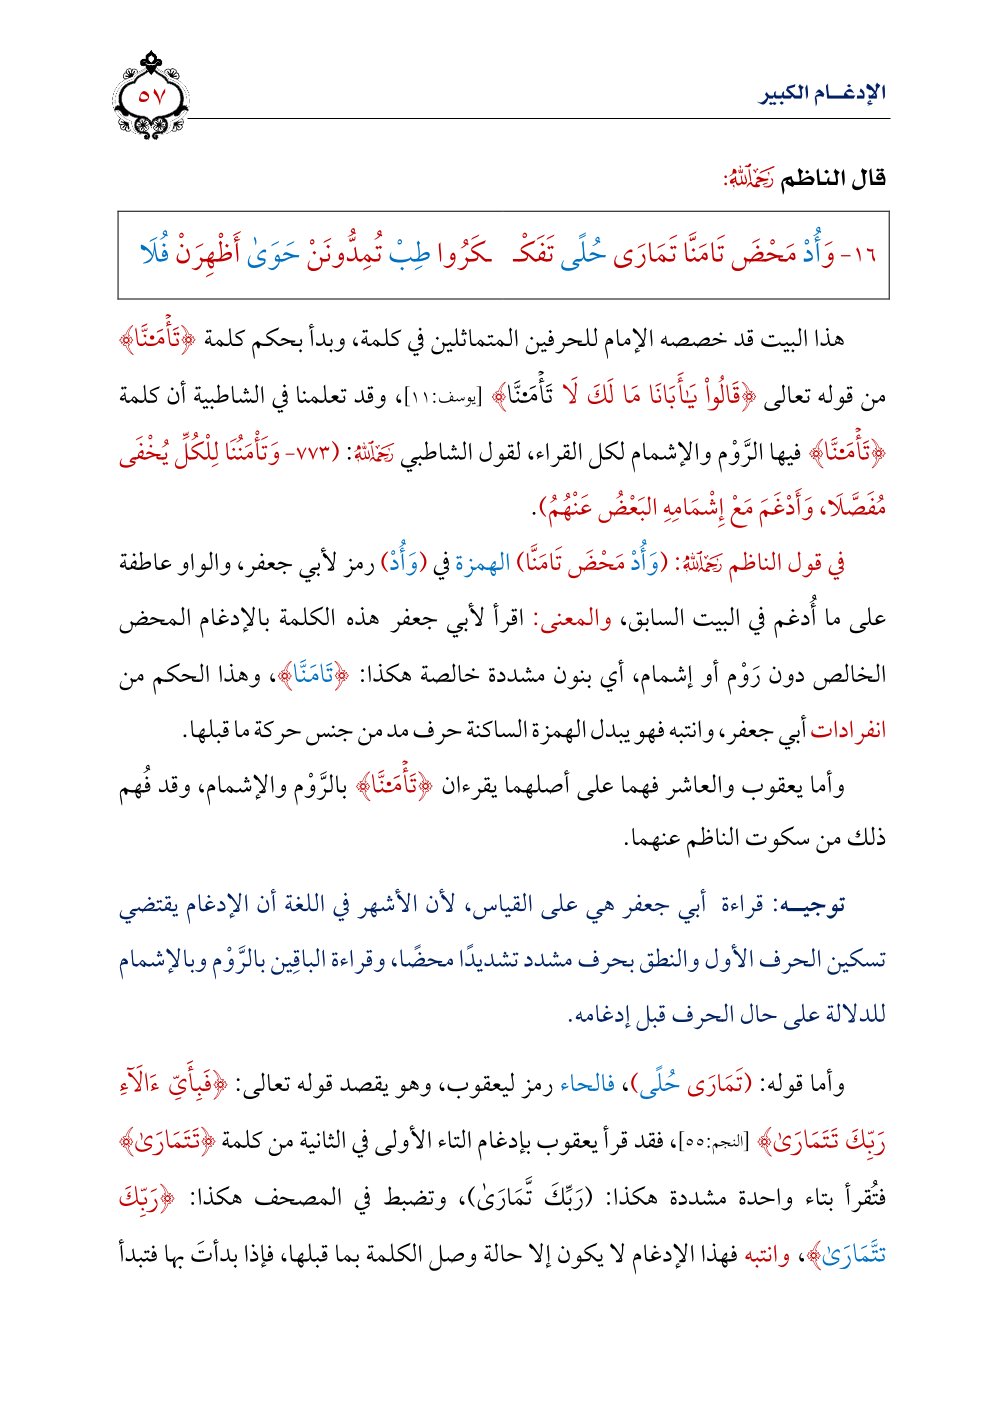 الإدغـــام الكبير
٥٧
قال الناظم رَحِمَهُ اللَّهُ:
١٦- وَأُدْ مَحْضَ تَامَنَّا تَمَارَى حُلًى تَفَكْـ ـكَرُوا طِبْ تُمِدُّونَنْ حَوَىٰ أَظْهِرَنْ فُلَا
هذا البيت قد خصصه الإمام للحرفين المتماثلين في كلمة، وبدأ بحكم كلمة ﴿تَأْمَ۬نَّا﴾
من قوله تعالى ﴿قَالُوا۟ يَٰٓأَبَانَا مَا لَكَ لَا تَأْمَ۬نَّا﴾ [يوسف:١١]، وقد تعلمنا في الشاطبية أن كلمة
﴿تَأْمَ۬نَّا﴾ فيها الرَّوْم والإشمام لكل القراء، لقول الشاطبي رَحِمَهُ اللَّهُ: (٧٧٣- وَتَأْمَنُنَا لِلْكُلِّ يُخْفَى
مُفَصَّلَا، وَأَدْغَمَ مَعْ إِشْمَامِهِ البَعْضُ عَنْهُمُ).
في قول الناظم رَحِمَهُ اللَّهُ: (وَأُدْ مَحْضَ تَامَنَّا) الهمزة في (وَأُدْ) رمز لأبي جعفر، والواو عاطفة
على ما أُدغم في البيت السابق، والمعنى: اقرأ لأبي جعفر هذه الكلمة بالإدغام المحض
الخالص دون رَوْم أو إشمام، أي بنون مشددة خالصة هكذا: ﴿تَامَنَّا﴾، وهذا الحكم من
انفرادات أبي جعفر، وانتبه فهو يبدل الهمزة الساكنة حرف مد من جنس حركة ما قبلها.
وأما يعقوب والعاشر فهما على أصلهما يقرءان ﴿تَأْمَ۬نَّا﴾ بالرَّوْم والإشمام، وقد فُهم
ذلك من سكوت الناظم عنهما.
توجيـــه: قراءة أبي جعفر هي على القياس، لأن الأشهر في اللغة أن الإدغام يقتضي
تسكين الحرف الأول والنطق بحرف مشدد تشديدًا محضًا، وقراءة الباقِين بالرَّوْم وبالإشمام
للدلالة على حال الحرف قبل إدغامه.
وأما قوله: (تَمَارَى حُلًى)، فالحاء رمز ليعقوب، وهو يقصد قوله تعالى: ﴿فَبِأَيِّ ءَالَآءِ
رَبِّكَ تَتَمَارَىٰ﴾ [النجم:٥٥]، فقد قرأ يعقوب بإدغام التاء الأولى في الثانية من كلمة ﴿تَتَمَارَىٰ﴾
فتُقرأ بتاء واحدة مشددة هكذا: (رَبِّكَ تَّمَارَىٰ)، وتضبط في المصحف هكذا: ﴿رَبِّكَ
تتَّمَارَىٰ﴾، وانتبه فهذا الإدغام لا يكون إلا حالة وصل الكلمة بما قبلها، فإذا بدأتَ بها فتبدأ